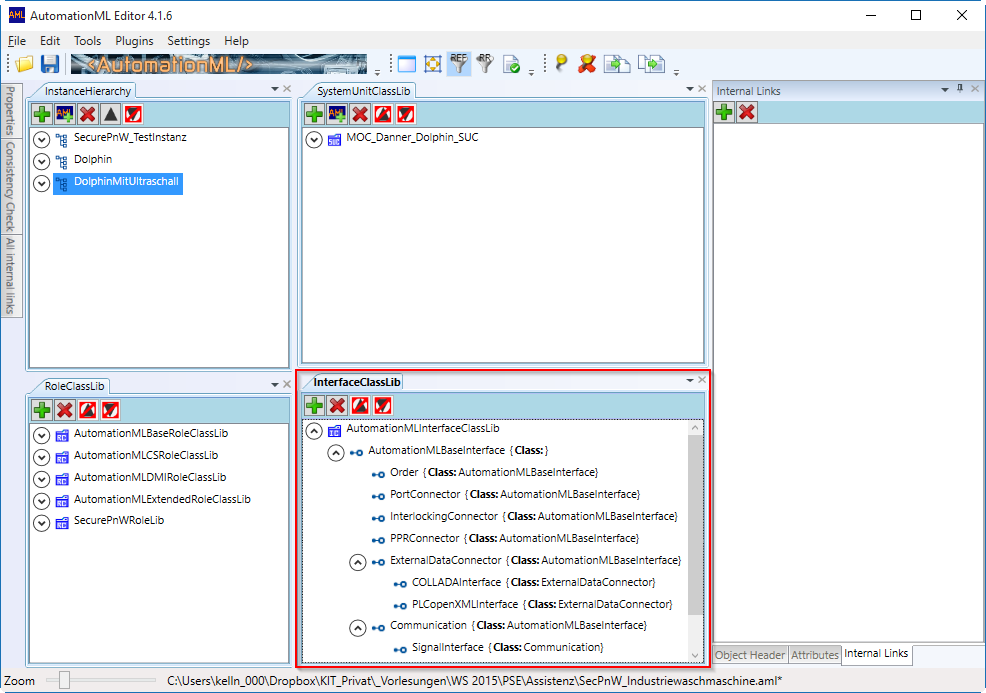 AutomationML Editor 4.1.6
File Edit Tools Plugins Settings Help
<AutomationML/>
REF
RR
Properties
Consistency Check
All internal links
InstanceHierarchy
SecurePnW_TestInstanz
Dolphin
DolphinMitUltraschall
SystemUnitClassLib
MOC_Danner_Dolphin_SUC
Internal Links
RoleClassLib
AutomationMLBaseRoleClassLib
AutomationMLCSRoleClassLib
AutomationMLDMIRoleClassLib
AutomationMLExtendedRoleClassLib
SecurePnWRoleLib
InterfaceClassLib
AutomationMLInterfaceClassLib
AutomationMLBaseInterface {Class: }
Order {Class: AutomationMLBaseInterface}
PortConnector {Class: AutomationMLBaseInterface}
InterlockingConnector {Class: AutomationMLBaseInterface}
PPRConnector {Class: AutomationMLBaseInterface}
ExternalDataConnector {Class: AutomationMLBaseInterface}
COLLADAInterface {Class: ExternalDataConnector}
PLCopenXMLInterface {Class: ExternalDataConnector}
Communication {Class: AutomationMLBaseInterface}
SignalInterface {Class: Communication}
Object Header Attributes Internal Links
Zoom
C:\Users\kelln_000\Dropbox\KIT_Privat\_Vorlesungen\WS 2015\PSE\Assistenz\SecPnW_Industriewaschmaschine.aml*